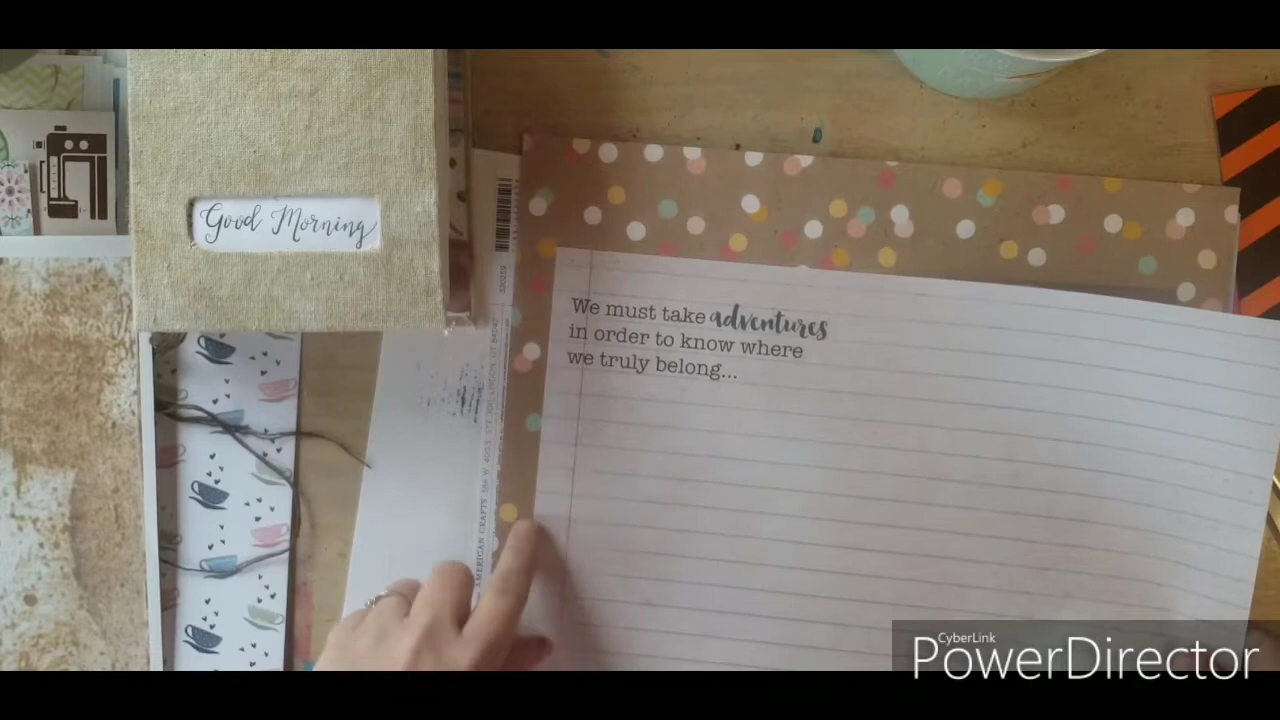 Good Morning
We must take adventures
in order to know where
we truly belong...
AMERICAN CRAFTS
CyberLink
PowerDirector